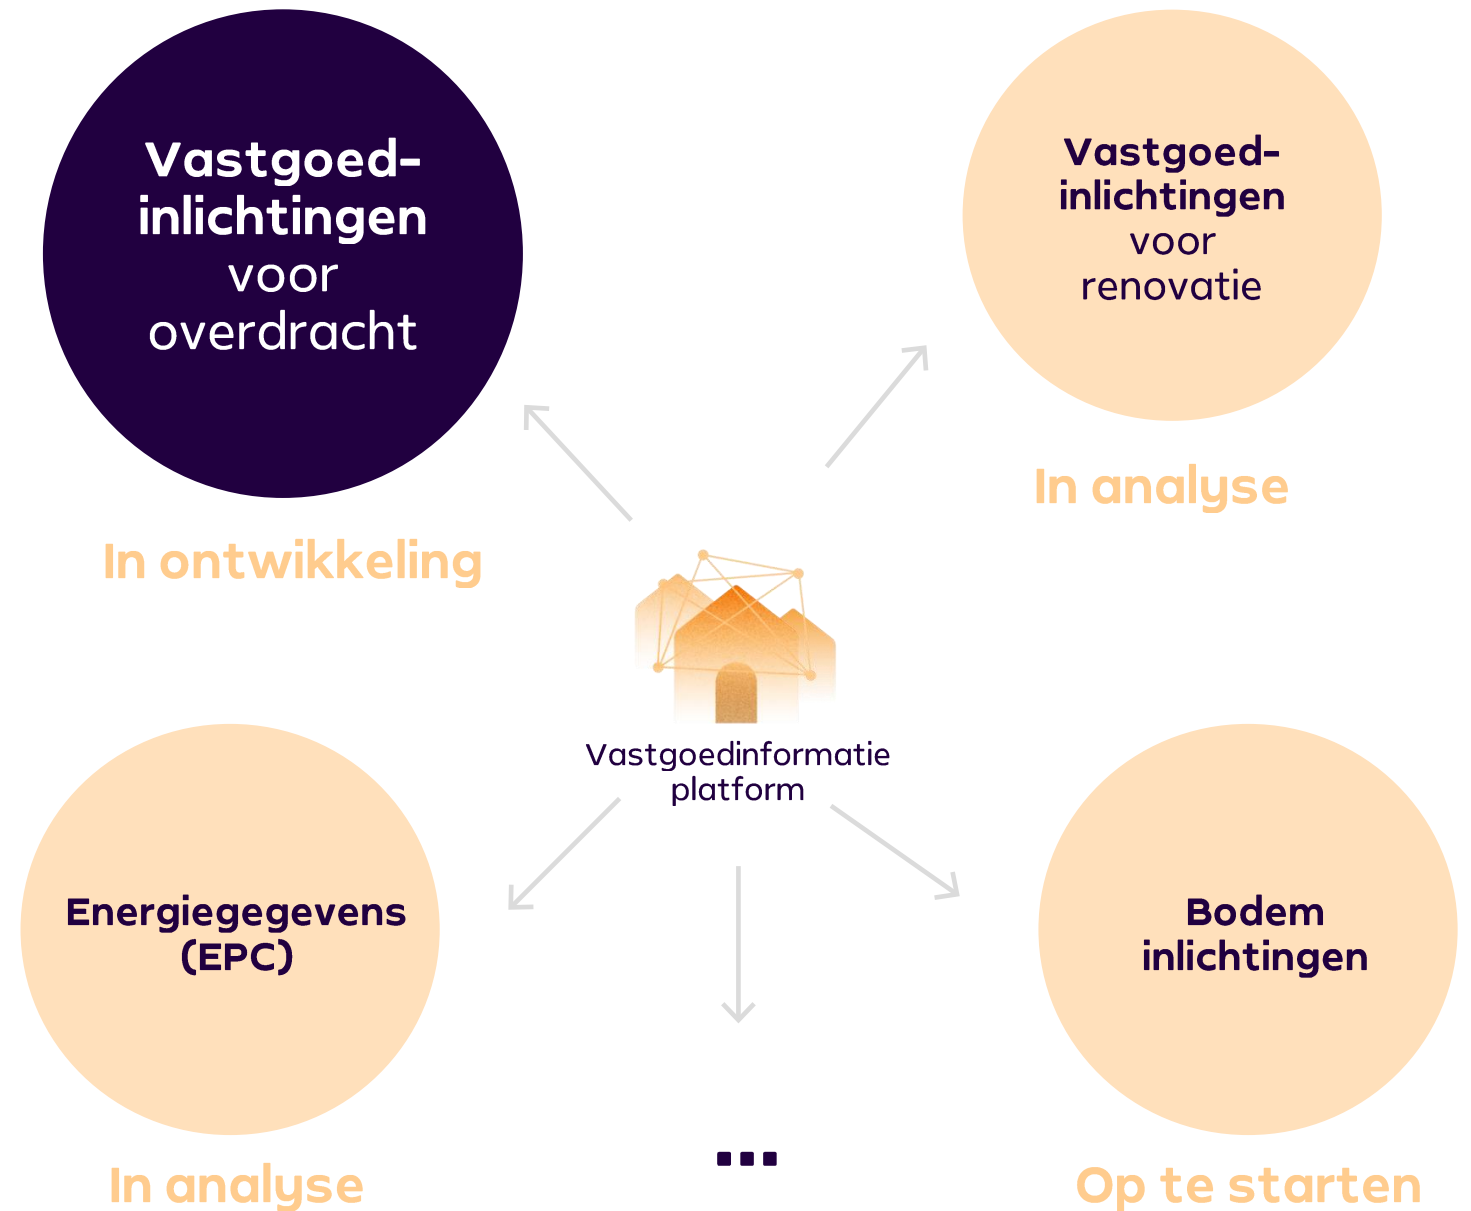 Vastgoed-
inlichtingen
voor
overdracht
In ontwikkeling
Vastgoed-
inlichtingen
voor
renovatie
In analyse
Vastgoedinformatie
platform
Energiegegevens
(EPC)
In analyse
...
Bodem
inlichtingen
Op te starten